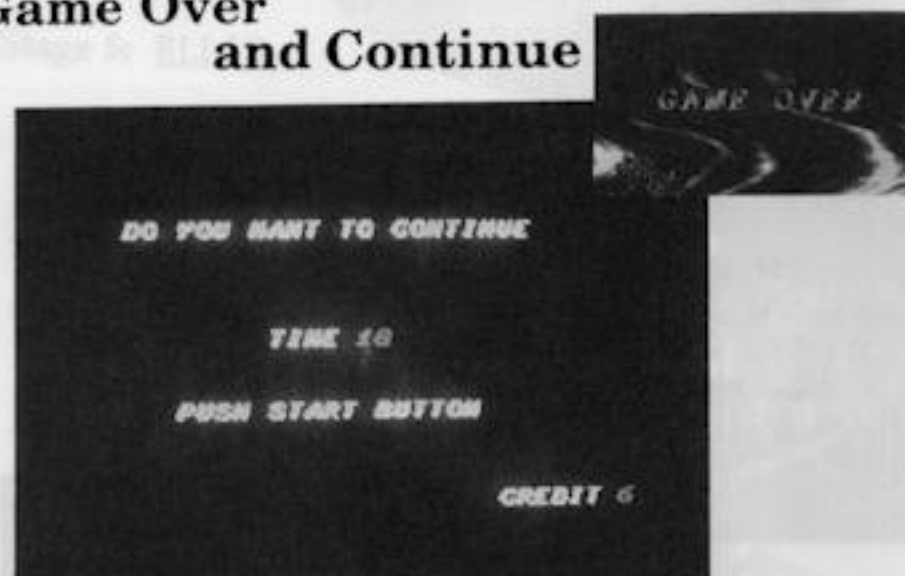 Game Over
and Continue
GAME OVER
DO YOU WANT TO CONTINUE
TIME 10
PUSH START BUTTON
CREDIT 6